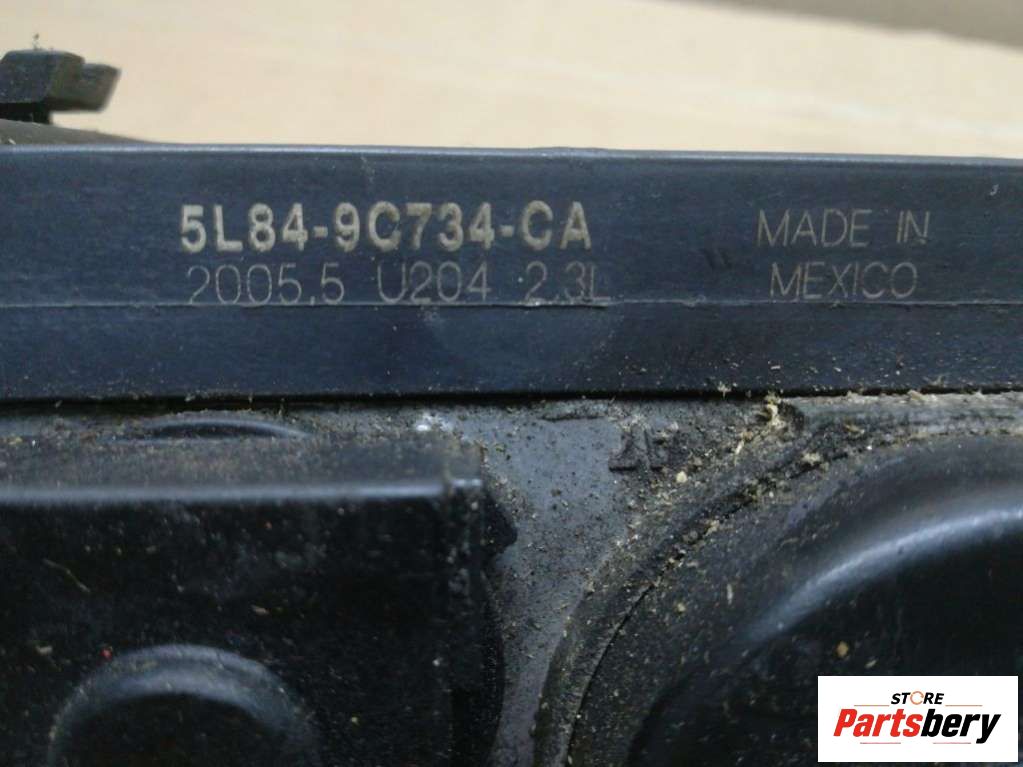 5L84-9C734-CA
2005.5 U204 2.3L
MADE IN
MEXICO
STORE
Partsbery